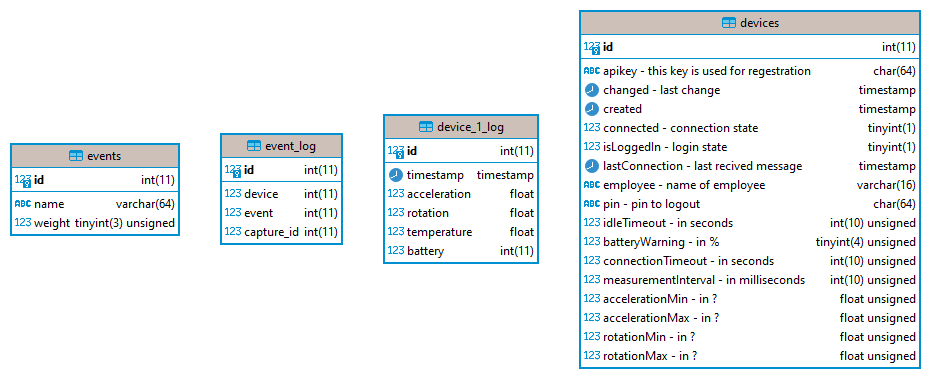 events
123 id int(11)
ABC name varchar(64)
123 weight tinyint(3) unsigned
event_log
123 id int(11)
123 device int(11)
123 event int(11)
123 capture_id int(11)
device_1_log
123 id int(11)
timestamp timestamp
123 acceleration float
123 rotation float
123 temperature float
123 battery int(11)
devices
123 id int(11)
ABC apikey - this key is used for regestration char(64)
changed - last change timestamp
created timestamp
123 connected - connection state tinyint(1)
123 isLoggedIn - login state tinyint(1)
lastConnection - last recived message timestamp
ABC employee - name of employee varchar(16)
ABC pin - pin to logout char(64)
123 idleTimeout - in seconds int(10) unsigned
123 batteryWarning - in % tinyint(4) unsigned
123 connectionTimeout - in seconds int(10) unsigned
123 measurementInterval - in milliseconds int(10) unsigned
123 accelerationMin - in ? float unsigned
123 accelerationMax - in ? float unsigned
123 rotationMin - in ? float unsigned
123 rotationMax - in ? float unsigned